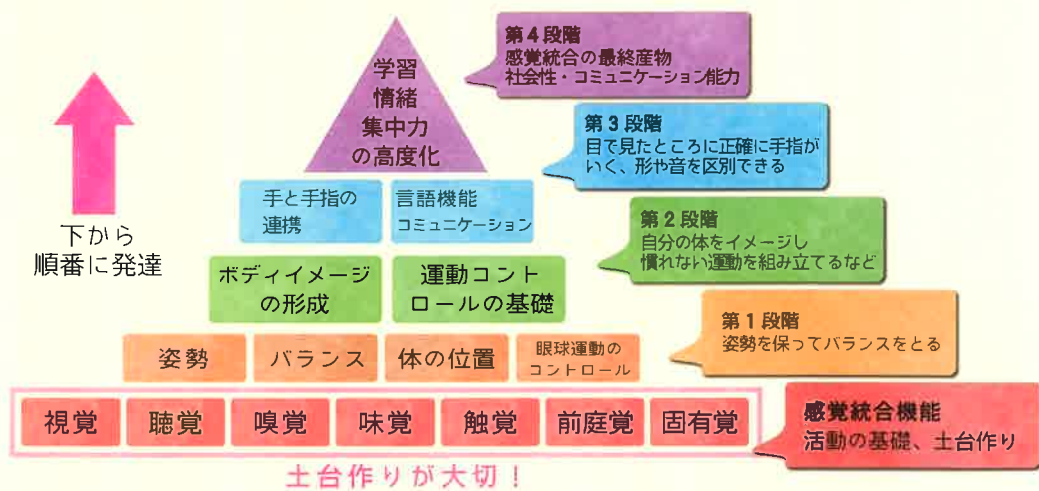 学習
情緒
集中力
の高度化
第4段階
感覚統合の最終産物
社会性・コミュニケーション能力
手と手指の
連携
言語機能
コミュニケーション
第3段階
目で見たところに正確に手指が
いく、形や音を区別できる
ボディイメージ
の形成
運動コント
ロールの基礎
第2段階
自分の体をイメージし
慣れない運動を組み立てるなど
姿勢
バランス
体の位置
眼球運動の
コントロール
第1段階
姿勢を保ってバランスをとる
視覚
聴覚
嗅覚
味覚
触覚
前庭覚
固有覚
感覚統合機能
活動の基礎、土台作り
下から
順番に発達
土台作りが大切！